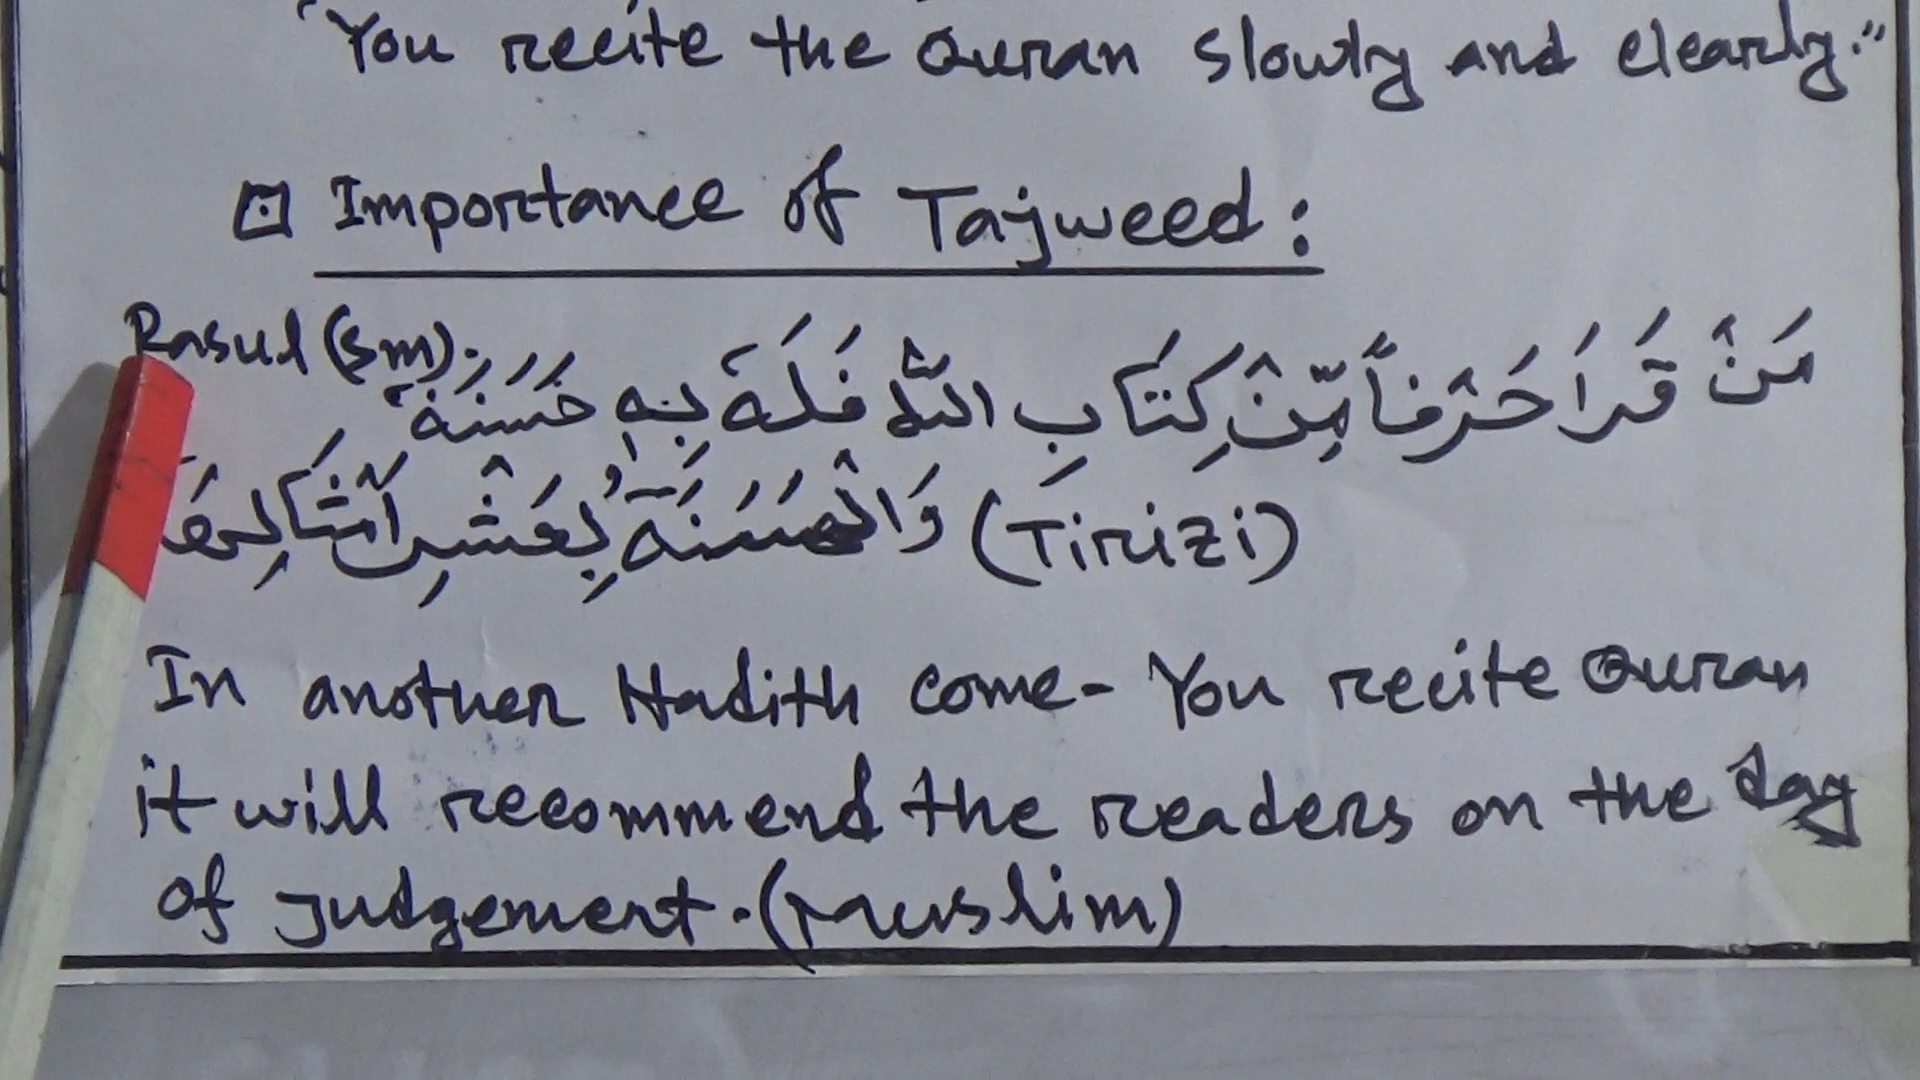 "You recite the Quran slowly and clearly."
⊡ Importance of Tajweed:
Rasul (sm):
مَنْ قَرَاَ حَرْفاً مِّنْ كِتَابِ اللّٰهِ فَلَهٗ بِهٖ حَسَنَةٌ
وَالْحَسَنَةُ بِعَشْرِ اَمْثَالِهَا (Tirizi)
In another Hadith come- You recite Quran
it will recommend the readers on the day
of judgement. (muslim)